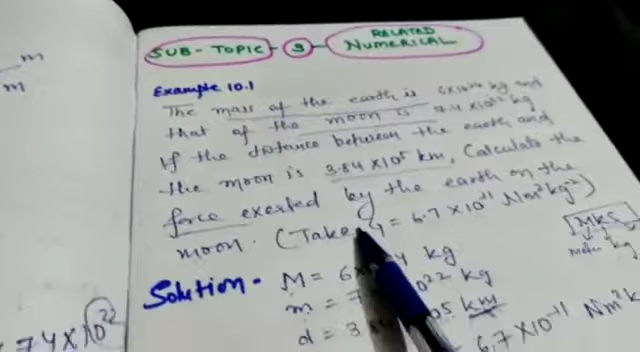 m
m
SUB-TOPIC - 3 - RELATED NUMERICAL
Example 10.1
The mass of the earth is 6×10²⁴ kg and
that of the moon is 7.4×10²² kg
If the distance between the earth and
the moon is 3.84×10⁵ km, Calculate the
force exerted by the earth on the
moon. (Take G = 6.7×10⁻¹¹ Nm²kg⁻²)
MKS
Solution- M = 6× kg
m = 7 10²² kg
d = 3.8 km
6.7×10⁻¹¹ Nm²k
74×10²²